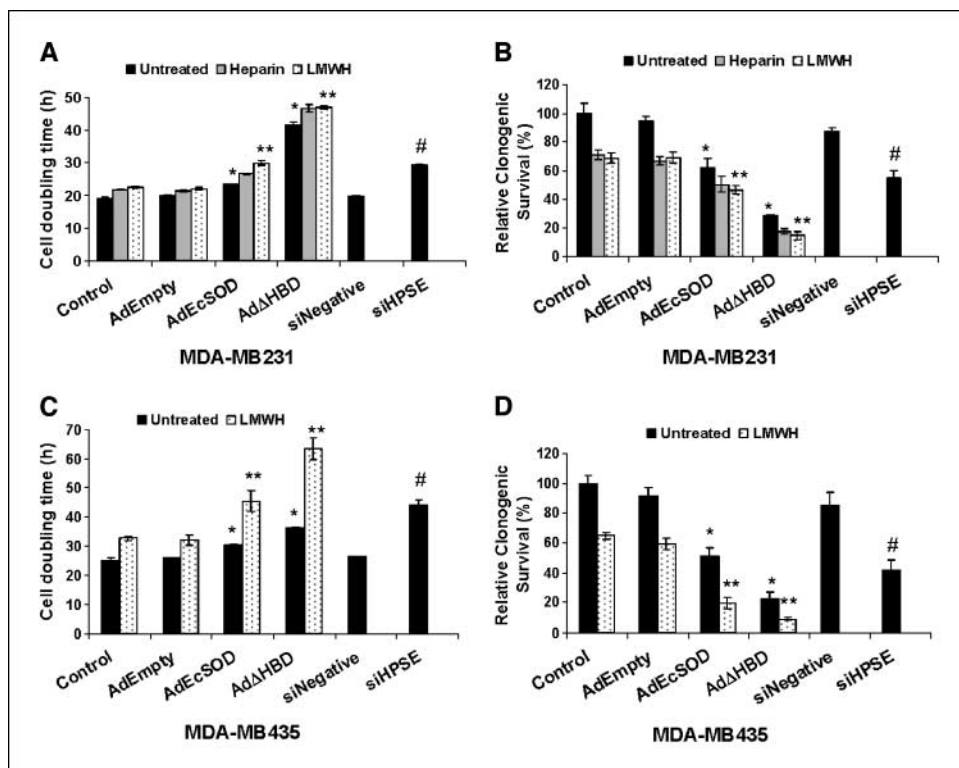 A
Untreated Heparin LMWH
Cell doubling time (h)
50
40
30
20
10
0
*
**
*
**
#
Control
AdEmpty
AdEcSOD
AdΔHBD
siNegative
siHPSE
MDA-MB231
B
Untreated Heparin LMWH
Relative Clonogenic
Survival (%)
120
100
80
60
40
20
0
*
**
*
**
#
Control
AdEmpty
AdEcSOD
AdΔHBD
siNegative
siHPSE
MDA-MB231
C
Untreated LMWH
Cell doubling time (h)
70
60
50
40
30
20
10
0
*
**
*
**
#
Control
AdEmpty
AdEcSOD
AdΔHBD
siNegative
siHPSE
MDA-MB435
D
Untreated LMWH
Relative Clonogenic
Survival (%)
120
100
80
60
40
20
0
*
**
*
**
#
Control
AdEmpty
AdEcSOD
AdΔHBD
siNegative
siHPSE
MDA-MB435